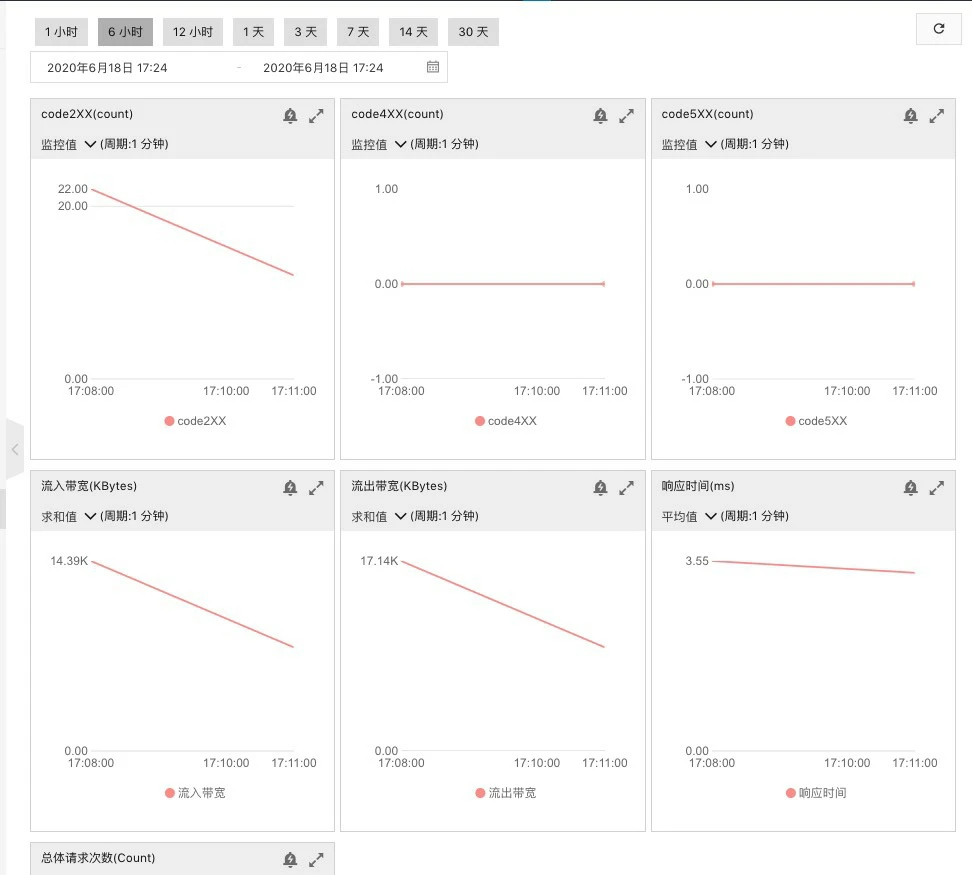 1 小时 6 小时 12 小时 1 天 3 天 7 天 14 天 30 天
2020年6月18日 17:24 - 2020年6月18日 17:24
code2XX(count)
监控值 (周期:1 分钟)
22.00
20.00
0.00
17:08:00 17:10:00 17:11:00
code2XX
code4XX(count)
监控值 (周期:1 分钟)
1.00
0.00
-1.00
17:08:00 17:10:00 17:11:00
code4XX
code5XX(count)
监控值 (周期:1 分钟)
1.00
0.00
-1.00
17:08:00 17:10:00 17:11:00
code5XX
流入带宽(KBytes)
求和值 (周期:1 分钟)
14.39K
0.00
17:08:00 17:10:00 17:11:00
流入带宽
流出带宽(KBytes)
求和值 (周期:1 分钟)
17.14K
0.00
17:08:00 17:10:00 17:11:00
流出带宽
响应时间(ms)
平均值 (周期:1 分钟)
3.55
0.00
17:08:00 17:10:00 17:11:00
响应时间
总体请求次数(Count)